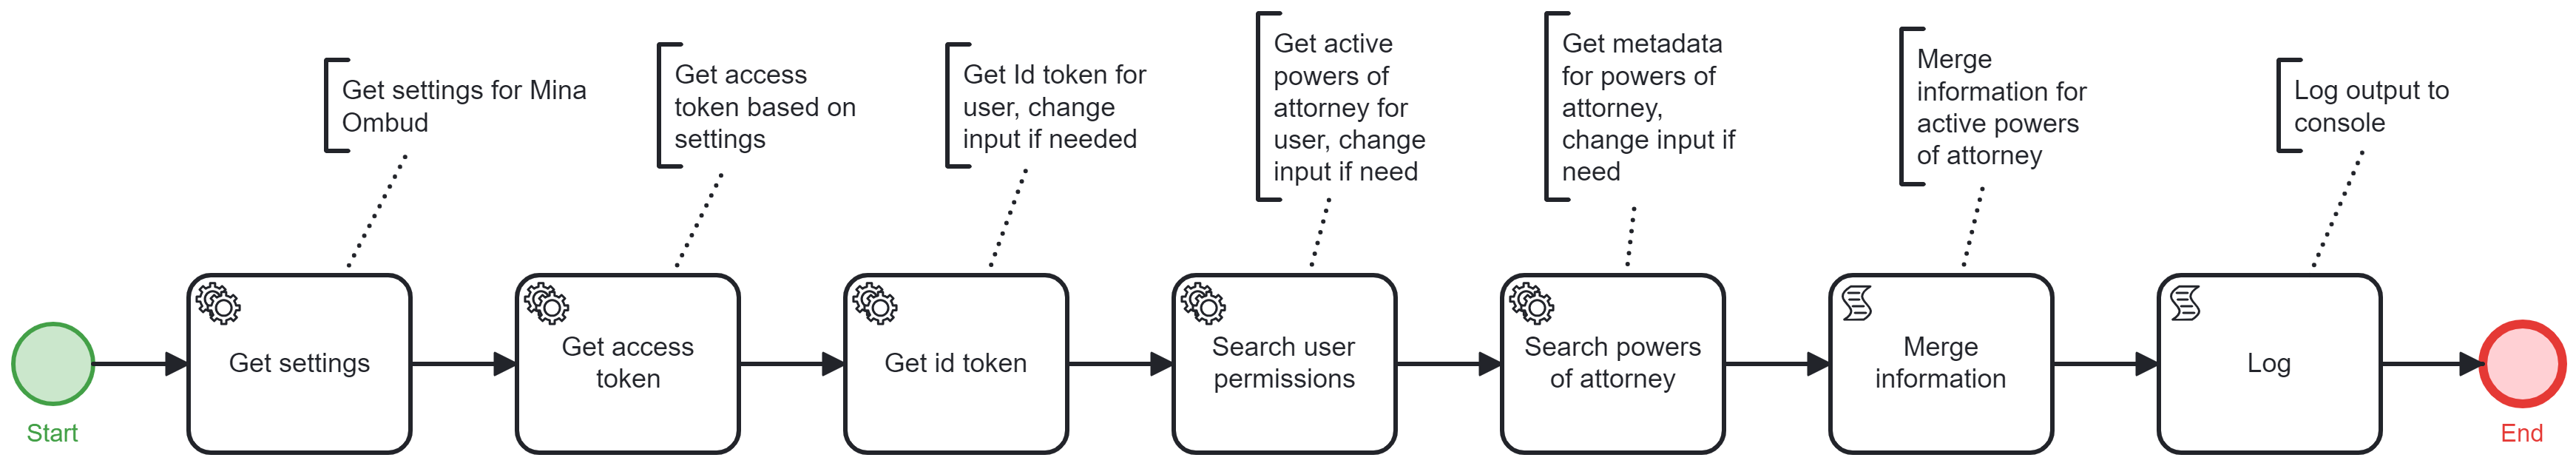 Get settings for Mina
Ombud
Get access
token based on
settings
Get Id token for
user, change
input if needed
Get active
powers of
attorney for
user, change
input if need
Get metadata
for powers of
attorney,
change input if
need
Merge
information for
active powers
of attorney
Log output to
console
Start
Get settings
Get access
token
Get id token
Search user
permissions
Search powers
of attorney
Merge
information
Log
End